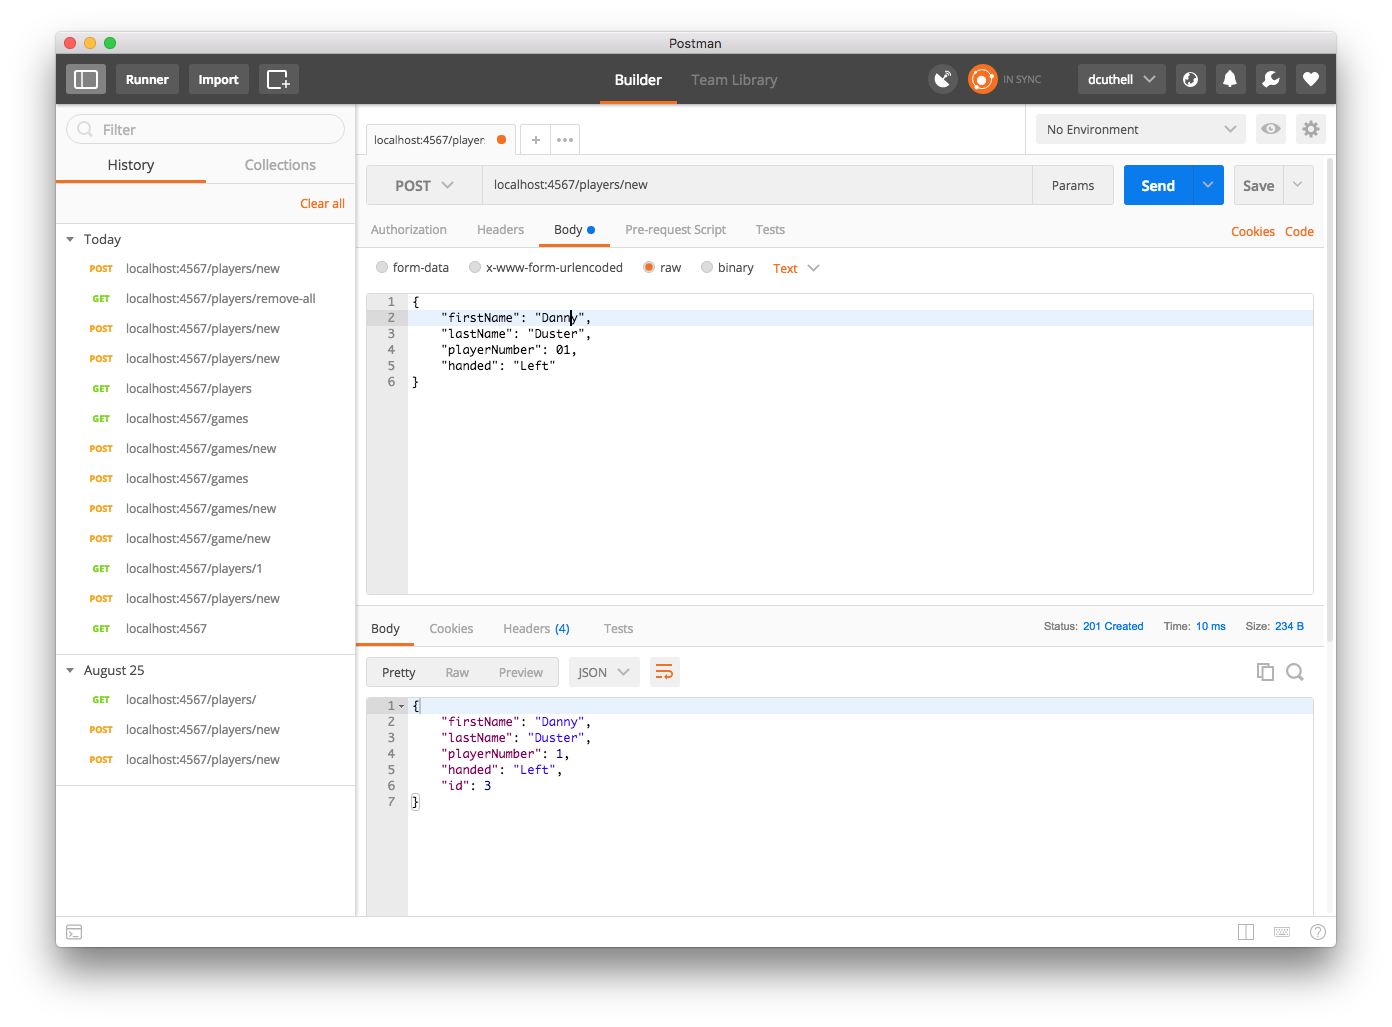 Postman
Runner Import Builder Team Library IN SYNC dcuthell
Filter
History Collections
Clear all
Today
POST localhost:4567/players/new
GET localhost:4567/players/remove-all
POST localhost:4567/players/new
POST localhost:4567/players/new
GET localhost:4567/players
GET localhost:4567/games
POST localhost:4567/games/new
POST localhost:4567/games
POST localhost:4567/games/new
POST localhost:4567/game/new
GET localhost:4567/players/1
POST localhost:4567/players/new
GET localhost:4567
August 25
GET localhost:4567/players/
POST localhost:4567/players/new
POST localhost:4567/players/new
localhost:4567/player + ••• No Environment
POST localhost:4567/players/new Params Send Save
Authorization Headers Body Pre-request Script Tests Cookies Code
form-data x-www-form-urlencoded raw binary Text
1 {
2 "firstName": "Danny",
3 "lastName": "Duster",
4 "playerNumber": 01,
5 "handed": "Left"
6 }
Body Cookies Headers (4) Tests Status: 201 Created Time: 10 ms Size: 234 B
Pretty Raw Preview JSON
1 {
2 "firstName": "Danny",
3 "lastName": "Duster",
4 "playerNumber": 1,
5 "handed": "Left",
6 "id": 3
7 }